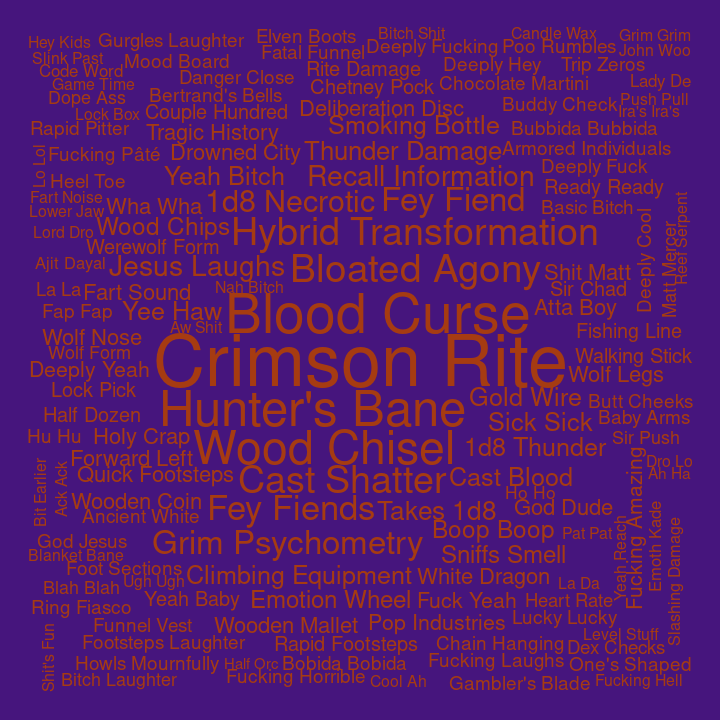 Bitch Shit
Candle Wax
Grim Grim
Hey Kids
Gurgles Laughter
Elven Boots
Deeply Fucking
Poo Rumbles
John Woo
Slink Past
Mood Board
Fatal Funnel
Deeply Hey
Trip Zeros
Code Word
Danger Close
Rite Damage
Game Time
Chetney Pock
Chocolate Martini
Lady De
Dope Ass
Bertrand's Bells
Deliberation Disc
Buddy Check
Push Pull
Lock Box
Couple Hundred
Ira's Ira's
Rapid Pitter
Tragic History
Smoking Bottle
Bubbida Bubbida
Lo Lol
Fucking Pâté
Drowned City
Thunder Damage
Armored Individuals
Heel Toe
Yeah Bitch
Recall Information
Deeply Fuck
Ready Ready
Fart Noise
Wha Wha
1d8 Necrotic
Fey Fiend
Basic Bitch
Lower Jaw
Lord Dro
Wood Chips
Hybrid Transformation
Deeply Cool
Matt Mercer
Reef Serpent
Werewolf Form
Ajit Dayal
Jesus Laughs
Bloated Agony
Shit Matt
La La
Fart Sound
Nah Bitch
Sir Chad
Fap Fap
Yee Haw
Blood Curse
Atta Boy
Aw Shit
Wolf Nose
Fishing Line
Wolf Form
Crimson Rite
Walking Stick
Deeply Yeah
Wolf Legs
Lock Pick
Hunter's Bane
Gold Wire
Butt Cheeks
Half Dozen
Sick Sick
Baby Arms
Hu Hu
Holy Crap
Wood Chisel
1d8 Thunder
Sir Push
Forward Left
Dro Lo
Bit Earlier
Ack Ack
Quick Footsteps
Cast Shatter
Cast Blood
Ah Ha
Ho Ho
Wooden Coin
Fey Fiends
Takes 1d8
God Dude
Fucking Amazing
Ancient White
Boop Boop
Pat Pat
God Jesus
Grim Psychometry
Yeah Reach
Emoth Kade
Slashing Damage
Blanket Bane
Sniffs Smell
Foot Sections
Ugh Ugh
Climbing Equipment
White Dragon
La Da
Blah Blah
Yeah Baby
Emotion Wheel
Fuck Yeah
Heart Rate
Ring Fiasco
Funnel Vest
Wooden Mallet
Pop Industries
Lucky Lucky
Shit's Fun
Footsteps Laughter
Rapid Footsteps
Chain Hanging
Level Stuff
Dex Checks
Howls Mournfully
Half Orc
Bobida Bobida
Fucking Laughs
One's Shaped
Bitch Laughter
Fucking Horrible
Cool Ah
Gambler's Blade
Fucking Hell